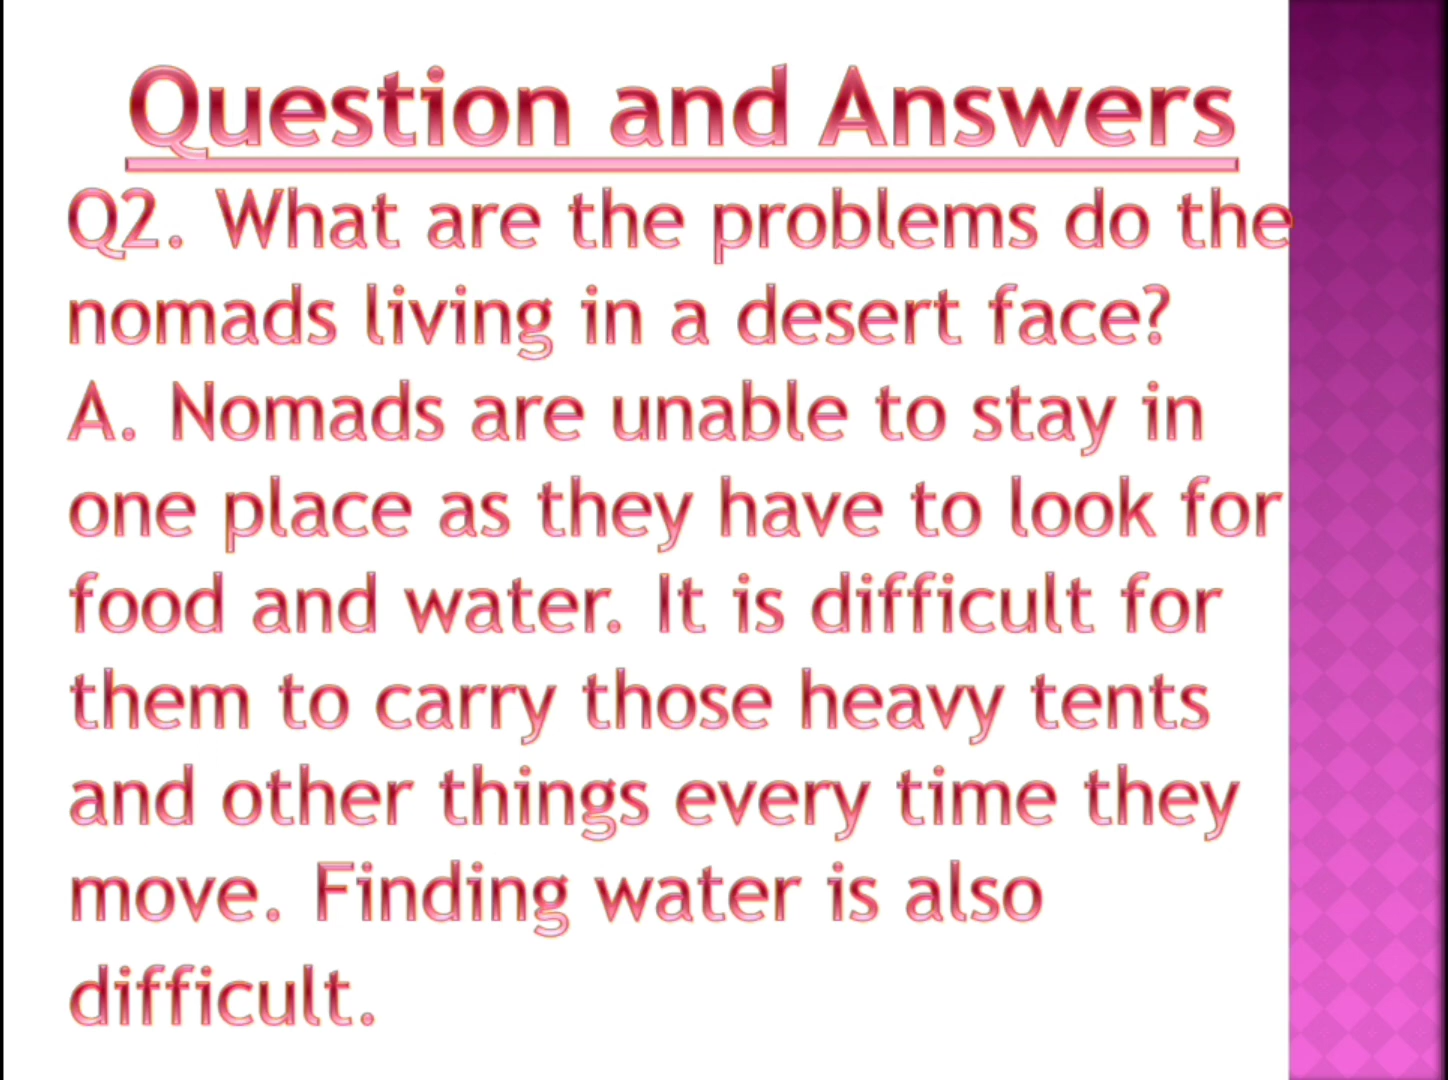 Question and Answers
Q2. What are the problems do the
nomads living in a desert face?
A. Nomads are unable to stay in
one place as they have to look for
food and water. It is difficult for
them to carry those heavy tents
and other things every time they
move. Finding water is also
difficult.